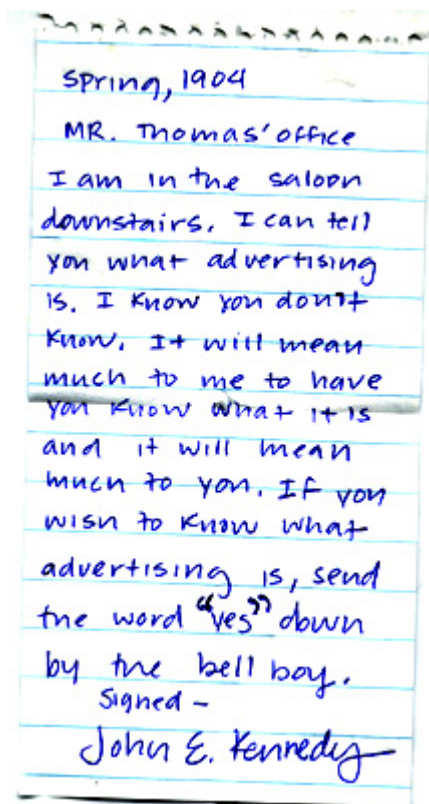 Spring, 1904
MR. Thomas' office
I am in the saloon
downstairs. I can tell
you what advertising
is. I know you don't
know. It will mean
much to me to have
you know what it is
and it will mean
much to you. If you
wish to know what
advertising is, send
the word "yes" down
by the bell boy.
Signed -
John E. Kennedy